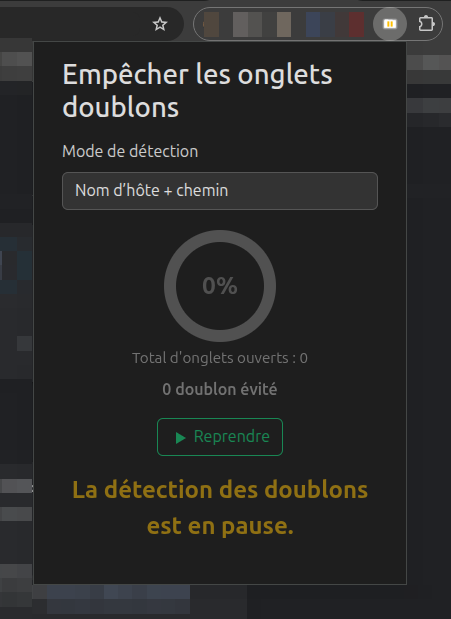 Empêcher les onglets
doublons
Mode de détection
Nom d’hôte + chemin
0%
Total d'onglets ouverts : 0
0 doublon évité
Reprendre
La détection des doublons
est en pause.